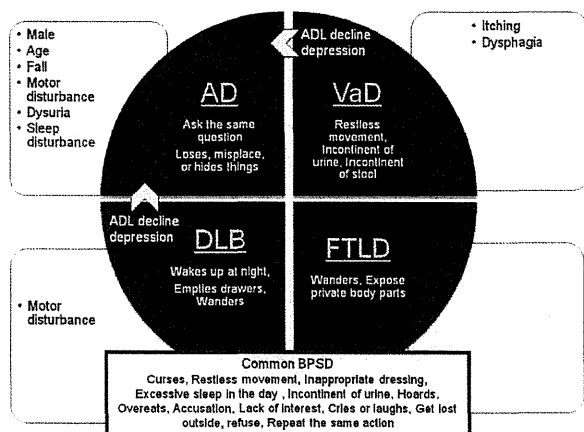 • Male
• Age
• Fall
• Motor
disturbance
• Dysuria
• Sleep
disturbance
ADL decline
depression
• Itching
• Dysphagia
AD
Ask the same
question
Loses, misplace,
or hides things
VaD
Restless
movement,
Incontinent of
urine, Incontinent
of stool
ADL decline
depression
DLB
Wakes up at night,
Empties drawers,
Wanders
FTLD
Wanders, Expose
private body parts
• Motor
disturbance
Common BPSD
Curses, Restless movement, Inappropriate dressing,
Excessive sleep in the day , Incontinent of urine, Hoards,
Overeats, Accusation, Lack of interest, Cries or laughs, Get lost
outside, refuse, Repeat the same action